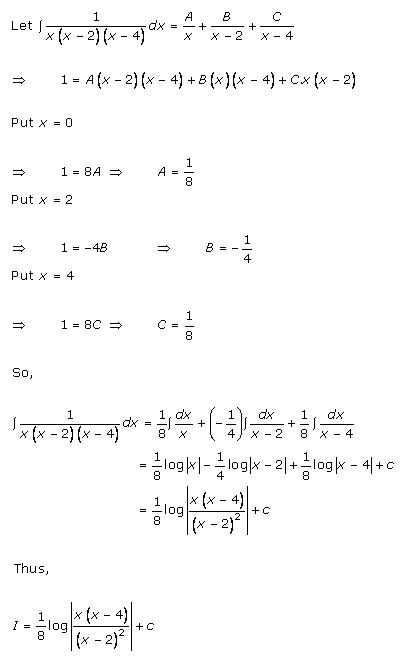 Let ∫ 1/(x(x−2)(x−4)) dx = A/x + B/(x−2) + C/(x−4)
⇒ 1 = A(x−2)(x−4)+B(x)(x−4)+Cx(x−2)
Put x = 0
⇒ 1 = 8A ⇒ A = 1/8
Put x = 2
⇒ 1 = −4B ⇒ B = −1/4
Put x = 4
⇒ 1 = 8C ⇒ C = 1/8
So,
∫ 1/(x(x−2)(x−4)) dx = 1/8 ∫ dx/x + (−1/4) ∫ dx/(x−2) + 1/8 ∫ dx/(x−4)
= 1/8 log|x| − 1/4 log|x−2| + 1/8 log|x−4| + c
= 1/8 log|x(x−4)/(x−2)²| + c
Thus,
I = 1/8 log|x(x−4)/(x−2)²| + c